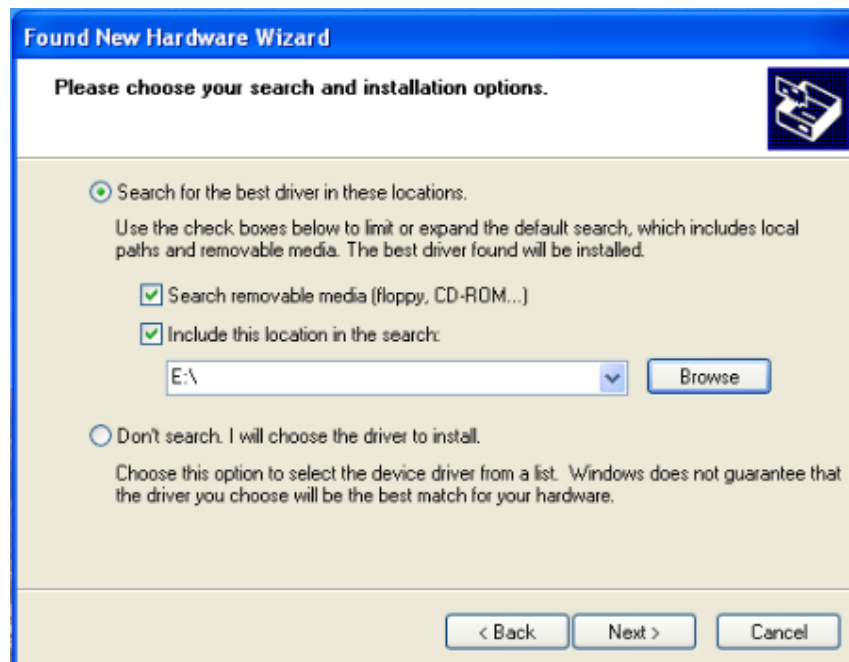 Found New Hardware Wizard
Please choose your search and installation options.
Search for the best driver in these locations.
Use the check boxes below to limit or expand the default search, which includes local
paths and removable media. The best driver found will be installed.
Search removable media (floppy, CD-ROM...)
Include this location in the search:
E:\
Browse
Don't search. I will choose the driver to install.
Choose this option to select the device driver from a list. Windows does not guarantee that
the driver you choose will be the best match for your hardware.
< Back
Next >
Cancel